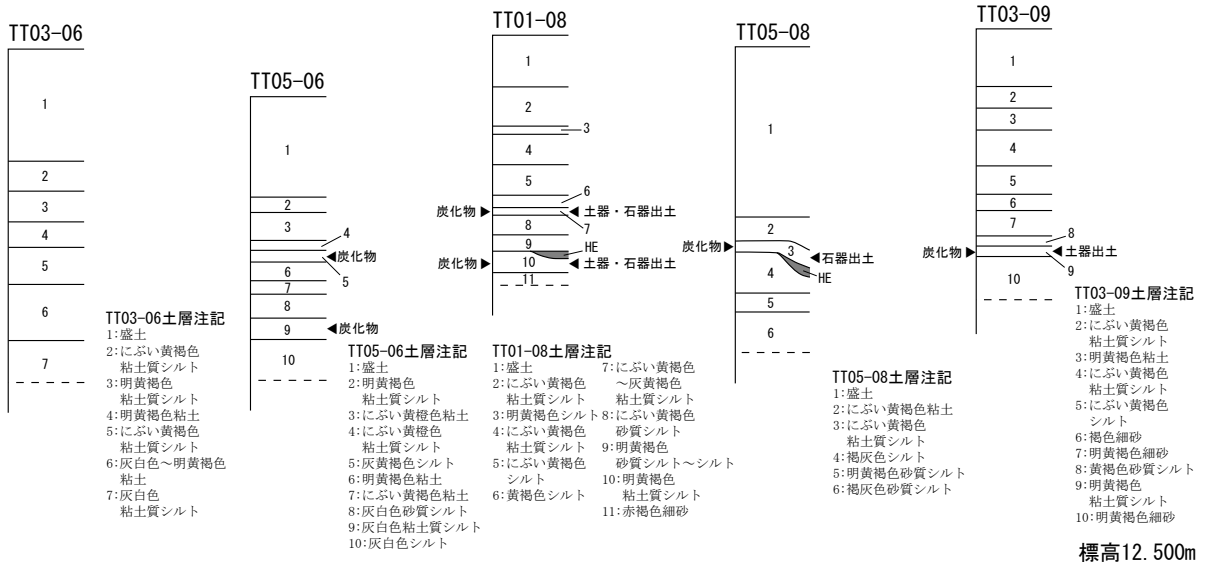 TT03-06
1
2
3
4
5
6
7
TT03-06土層注記
1:盛土
2:にぶい黄褐色
粘土質シルト
3:明黄褐色
粘土質シルト
4:明黄褐色粘土
5:にぶい黄褐色
粘土質シルト
6:灰白色～明黄褐色
粘土
7:灰白色
粘土質シルト
TT05-06
1
2
3
4
◀炭化物
5
6
7
8
9
◀炭化物
10
TT05-06土層注記
1:盛土
2:明黄褐色
粘土質シルト
3:にぶい黄橙色粘土
4:にぶい黄橙色
粘土質シルト
5:灰黄褐色シルト
6:明黄褐色粘土
7:にぶい黄褐色粘土
8:灰白色砂質シルト
9:灰白色粘土質シルト
10:灰白色シルト
TT01-08
1
2
3
4
5
6
炭化物▶ ◀土器・石器出土
7
8
9
HE
炭化物▶ 10 ◀土器・石器出土
11
TT01-08土層注記
1:盛土
2:にぶい黄褐色
粘土質シルト
3:明黄褐色シルト
4:にぶい黄褐色
粘土質シルト
5:にぶい黄褐色
シルト
6:黄褐色シルト
7:にぶい黄褐色
～灰黄褐色
粘土質シルト
8:にぶい黄褐色
砂質シルト
9:明黄褐色
砂質シルト～シルト
10:明黄褐色
粘土質シルト
11:赤褐色細砂
TT05-08
1
2
炭化物▶
3
◀石器出土
4
HE
5
6
TT05-08土層注記
1:盛土
2:にぶい黄褐色粘土
3:にぶい黄褐色
粘土質シルト
4:褐灰色シルト
5:明黄褐色砂質シルト
6:褐灰色砂質シルト
TT03-09
1
2
3
4
5
6
7
8
炭化物▶ ◀土器出土
9
10
TT03-09土層注記
1:盛土
2:にぶい黄褐色
粘土質シルト
3:明黄褐色粘土
4:にぶい黄褐色
粘土質シルト
5:にぶい黄褐色
シルト
6:褐色細砂
7:明黄褐色細砂
8:黄褐色砂質シルト
9:明黄褐色
粘土質シルト
10:明黄褐色細砂
標高12.500m